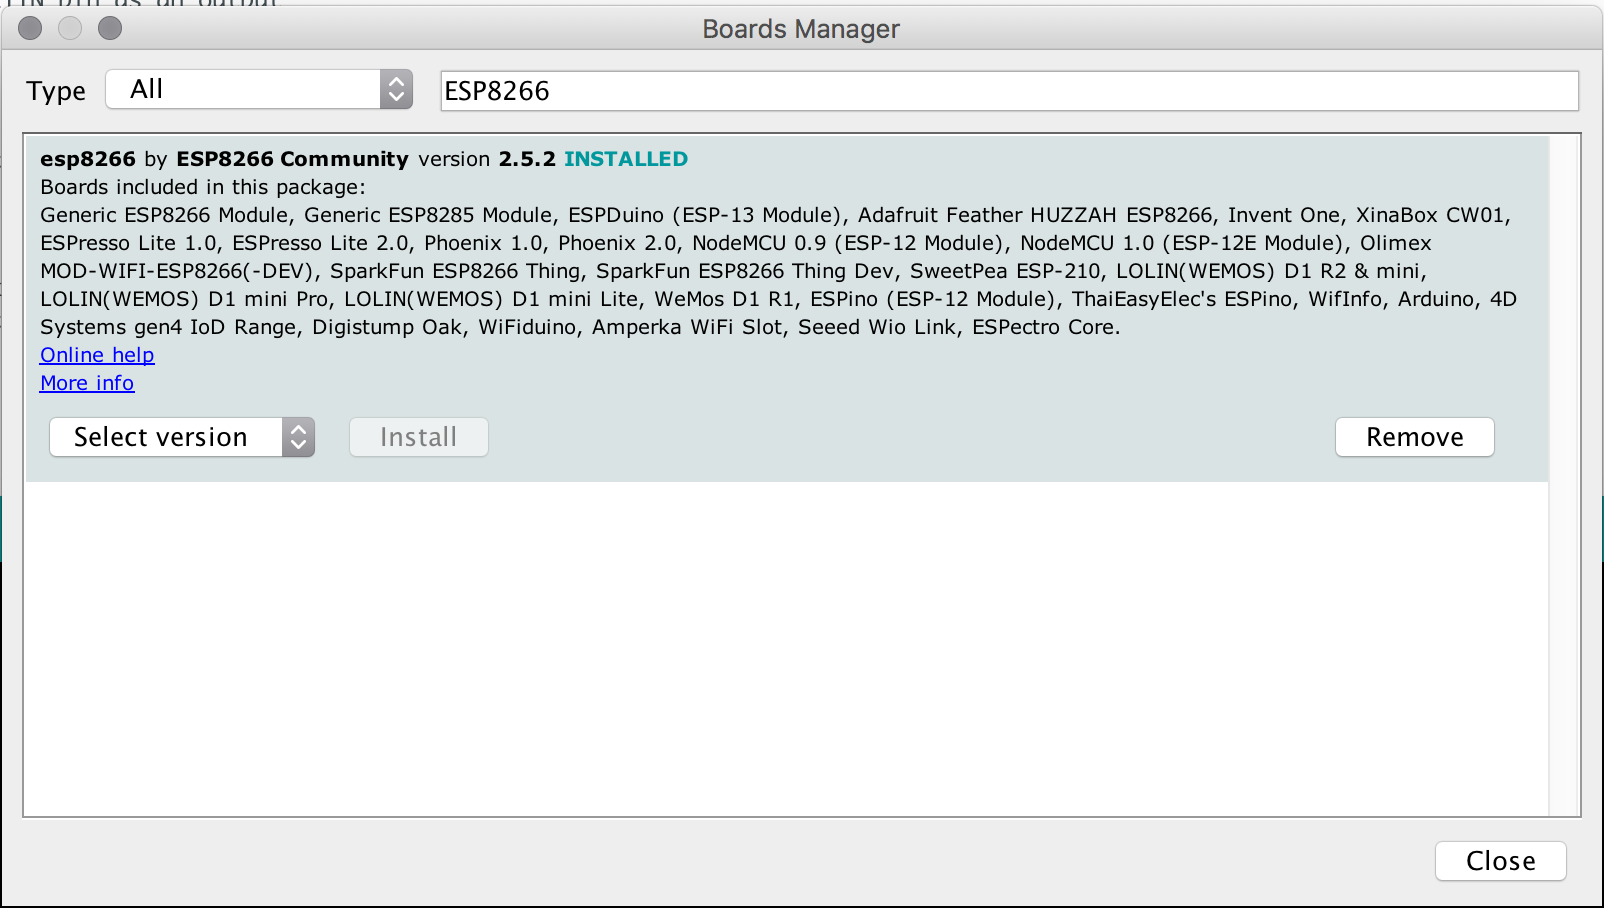 Boards Manager
Type All ESP8266
esp8266 by ESP8266 Community version 2.5.2 INSTALLED
Boards included in this package:
Generic ESP8266 Module, Generic ESP8285 Module, ESPDuino (ESP-13 Module), Adafruit Feather HUZZAH ESP8266, Invent One, XinaBox CW01,
ESPresso Lite 1.0, ESPresso Lite 2.0, Phoenix 1.0, Phoenix 2.0, NodeMCU 0.9 (ESP-12 Module), NodeMCU 1.0 (ESP-12E Module), Olimex
MOD-WIFI-ESP8266(-DEV), SparkFun ESP8266 Thing, SparkFun ESP8266 Thing Dev, SweetPea ESP-210, LOLIN(WEMOS) D1 R2 & mini,
LOLIN(WEMOS) D1 mini Pro, LOLIN(WEMOS) D1 mini Lite, WeMos D1 R1, ESPino (ESP-12 Module), ThaiEasyElec's ESPino, WifInfo, Arduino, 4D
Systems gen4 IoD Range, Digistump Oak, WiFiduino, Amperka WiFi Slot, Seeed Wio Link, ESPectro Core.
Online help
More info
Select version Install Remove
Close